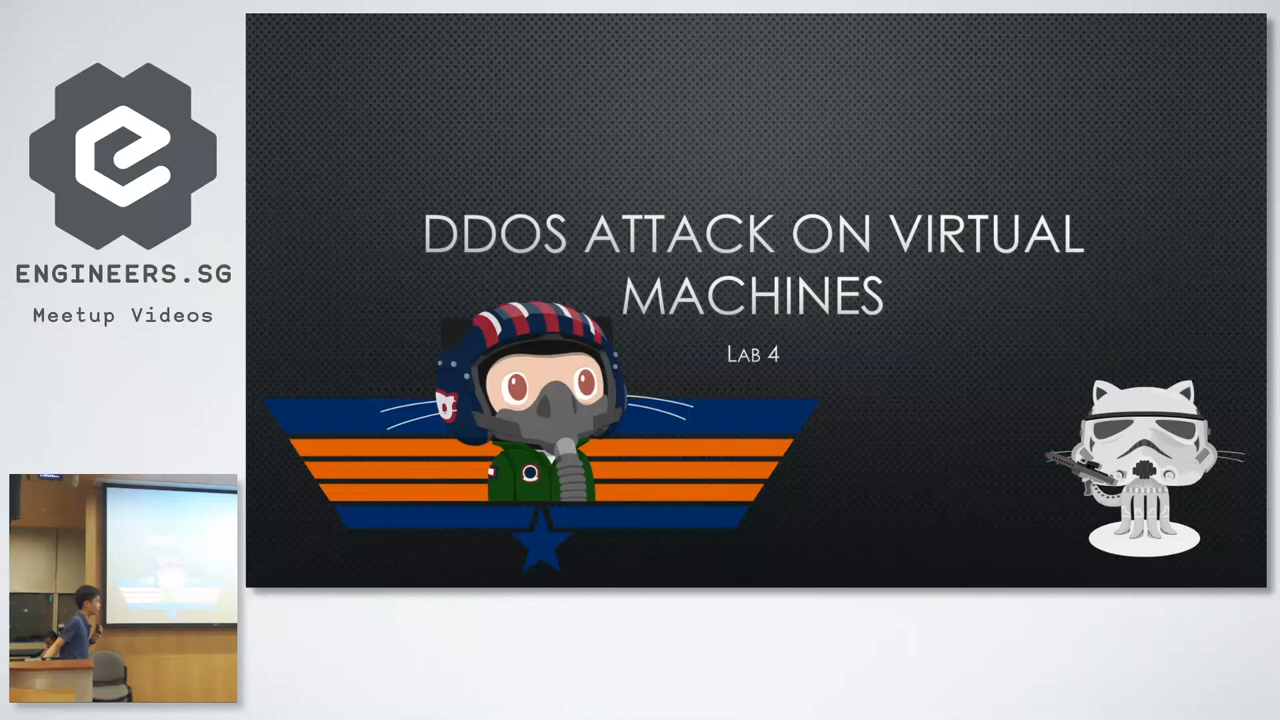 ENGINEERS.SG
Meetup Videos
DDOS ATTACK ON VIRTUAL
MACHINES
LAB 4